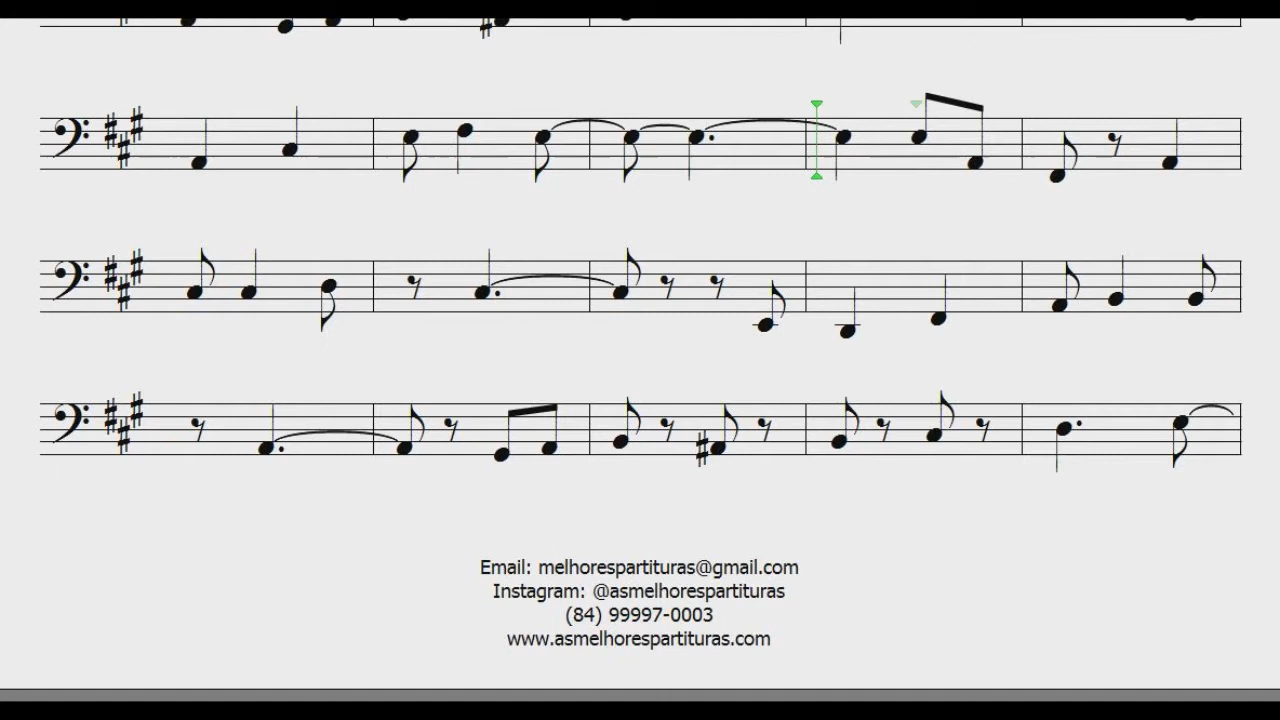 Email: melhorespartituras@gmail.com
Instagram: @asmelhorespartituras
(84) 99997-0003
www.asmelhorespartituras.com